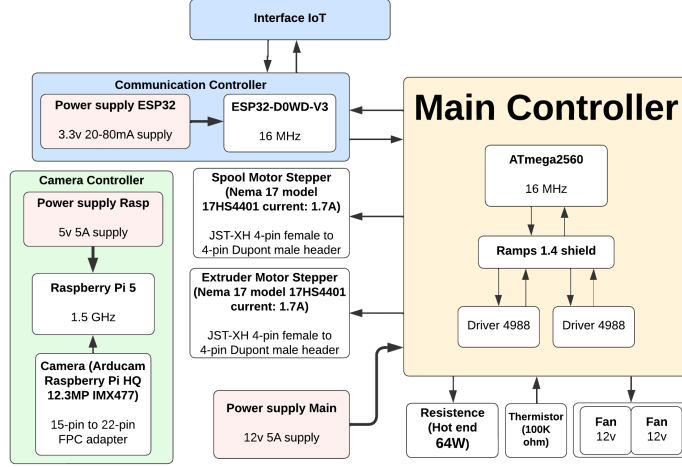 Interface IoT
Communication Controller
Power supply ESP32
3.3v 20-80mA supply
ESP32-D0WD-V3
16 MHz
Main Controller
ATmega2560
16 MHz
Ramps 1.4 shield
Driver 4988
Driver 4988
Camera Controller
Power supply Rasp
5v 5A supply
Raspberry Pi 5
1.5 GHz
Camera (Arducam
Raspberry Pi HQ
12.3MP IMX477)
15-pin to 22-pin
FPC adapter
Spool Motor Stepper
(Nema 17 model
17HS4401 current: 1.7A)
JST-XH 4-pin female to
4-pin Dupont male header
Extruder Motor Stepper
(Nema 17 model 17HS4401
current: 1.7A)
JST-XH 4-pin female to
4-pin Dupont male header
Power supply Main
12v 5A supply
Resistence
(Hot end
64W)
Thermistor
(100K
ohm)
Fan
12v
Fan
12v